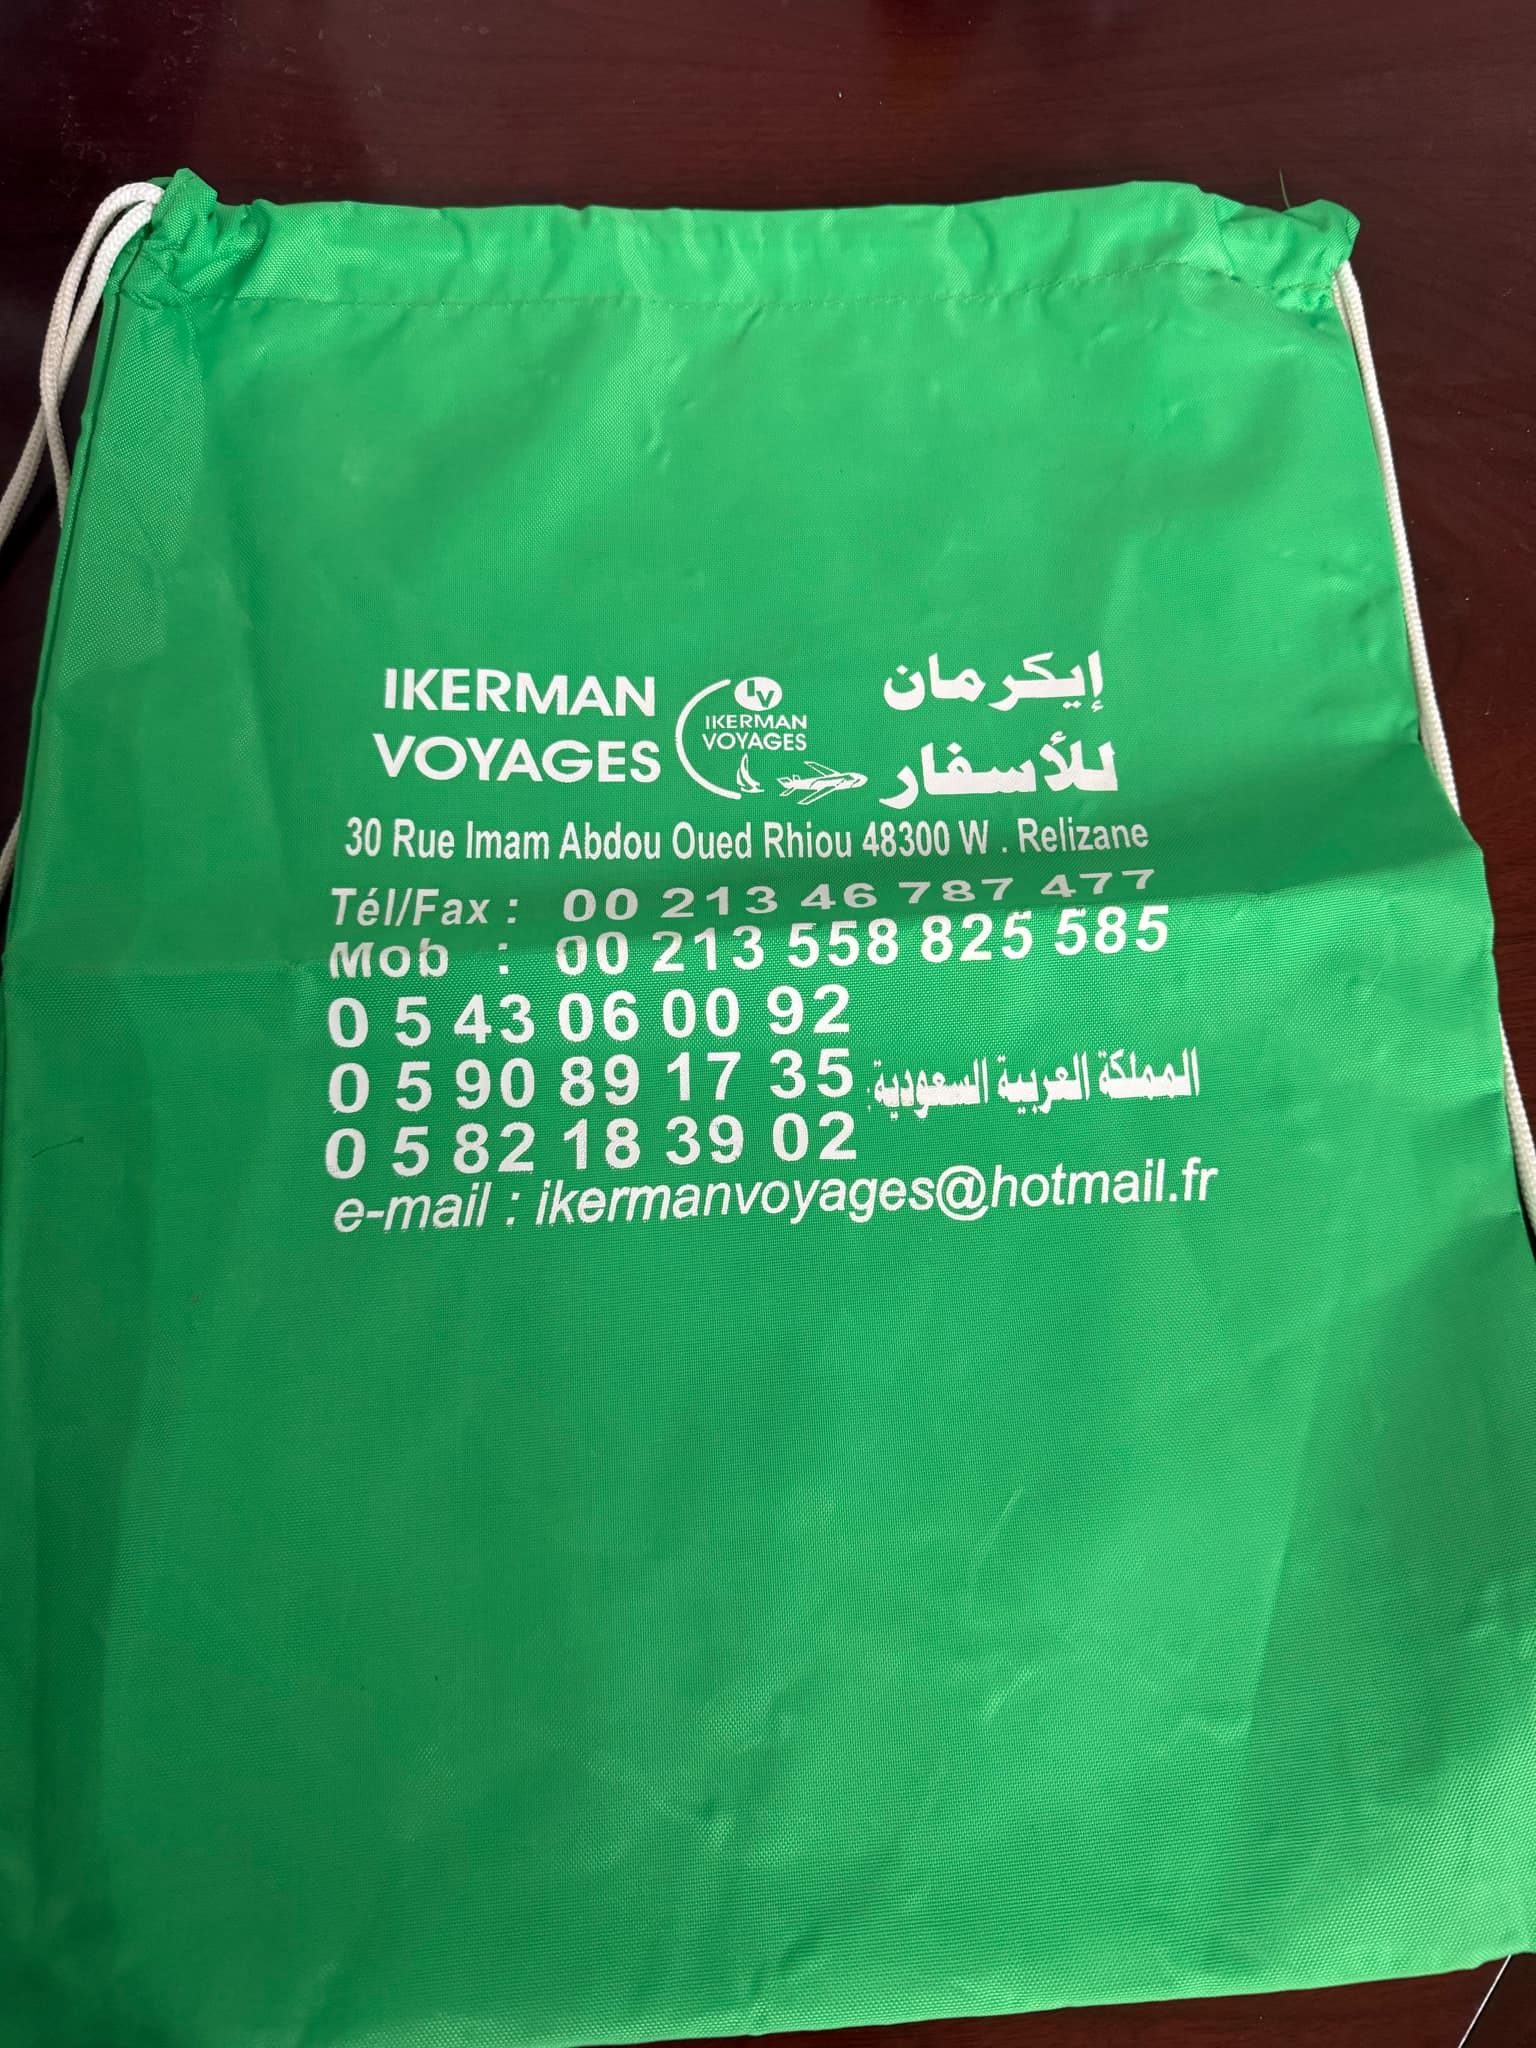 IKERMAN
VOYAGES
IV
IKERMAN
VOYAGES
إيكرمان
للأسفار
30 Rue Imam Abdou Oued Rhiou 48300 W . Relizane
Tél/Fax : 00 213 46 787 477
Mob : 00 213 558 825 585
0 5 43 06 00 92
0 5 90 89 17 35 المملكة العربية السعودية:
0 5 82 18 39 02
e-mail : ikermanvoyages@hotmail.fr